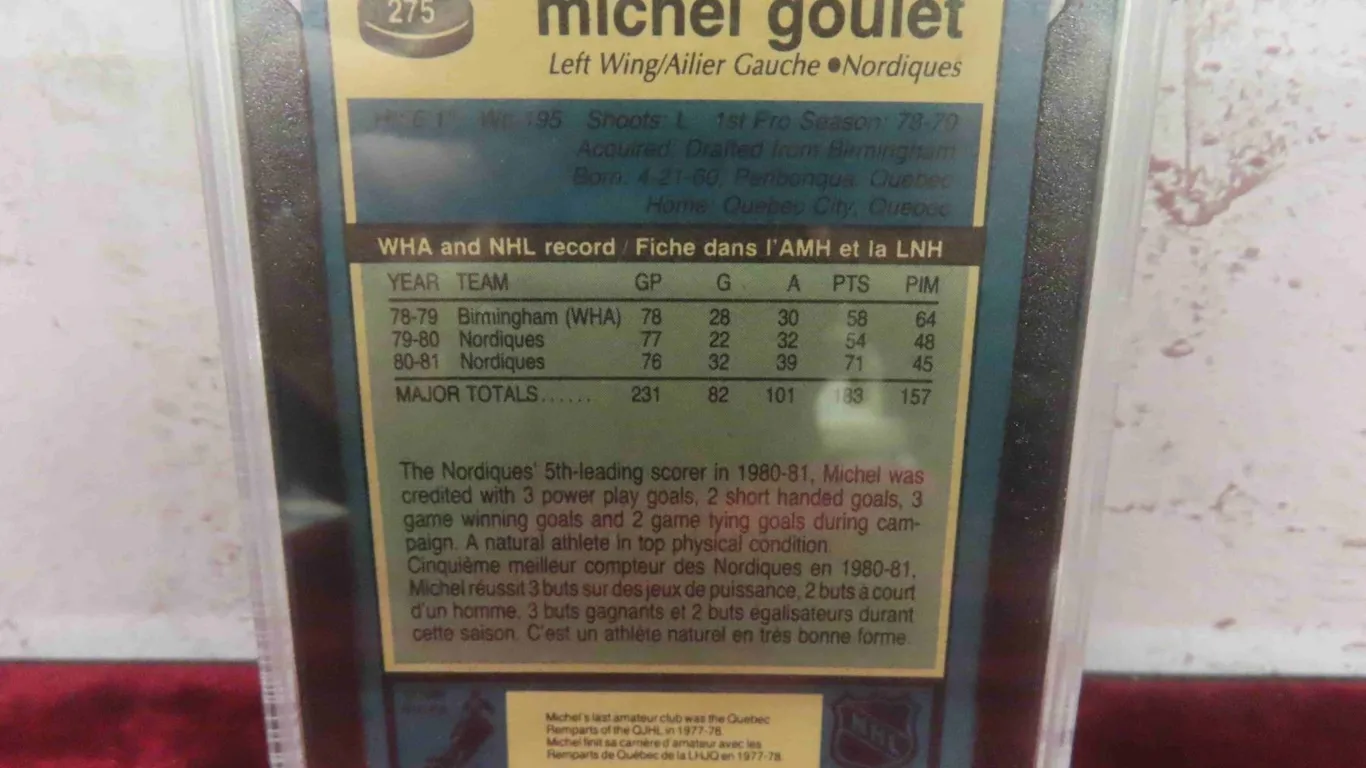 275
michel goulet
Left Wing/Ailier Gauche •Nordiques
Wt: 195 Shoots: L 1st Pro Season: 78-79
Acquired: Drafted from Birmingham
Born: 4-21-60, Peribonqua, Quebec
Home: Quebec City, Quebec
WHA and NHL record / Fiche dans l'AMH et la LNH
YEAR TEAM GP G A PTS PIM
78-79 Birmingham (WHA) 78 28 30 58 64
79-80 Nordiques 77 22 32 54 48
80-81 Nordiques 76 32 39 71 45
MAJOR TOTALS...... 231 82 101 183 157
The Nordiques' 5th-leading scorer in 1980-81, Michel was
credited with 3 power play goals, 2 short handed goals, 3
game winning goals and 2 game tying goals during cam-
paign. A natural athlete in top physical condition.
Cinquième meilleur compteur des Nordiques en 1980-81,
Michel réussit 3 buts sur des jeux de puissance, 2 buts à court
d'un homme, 3 buts gagnants et 2 buts égalisateurs durant
cette saison. C'est un athlète naturel en très bonne forme.
Michel's last amateur club was the Quebec
Remparts of the QJHL in 1977-78.
Michel finit sa carrière d'amateur avec les
Remparts de Québec de la LHJQ en 1977-78.
NHL